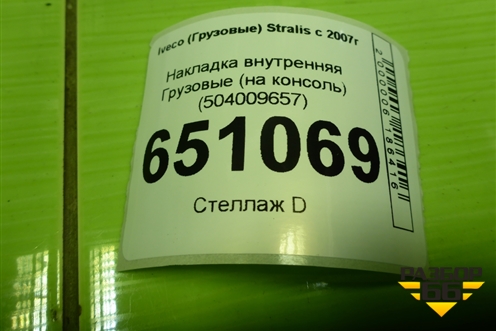 Iveco (Грузовые) Stralis с 2007г
Накладка внутренняя
Грузовые (на консоль)
(504009657)
651069
Стеллаж D
2000006186416
РАЗБОР
66